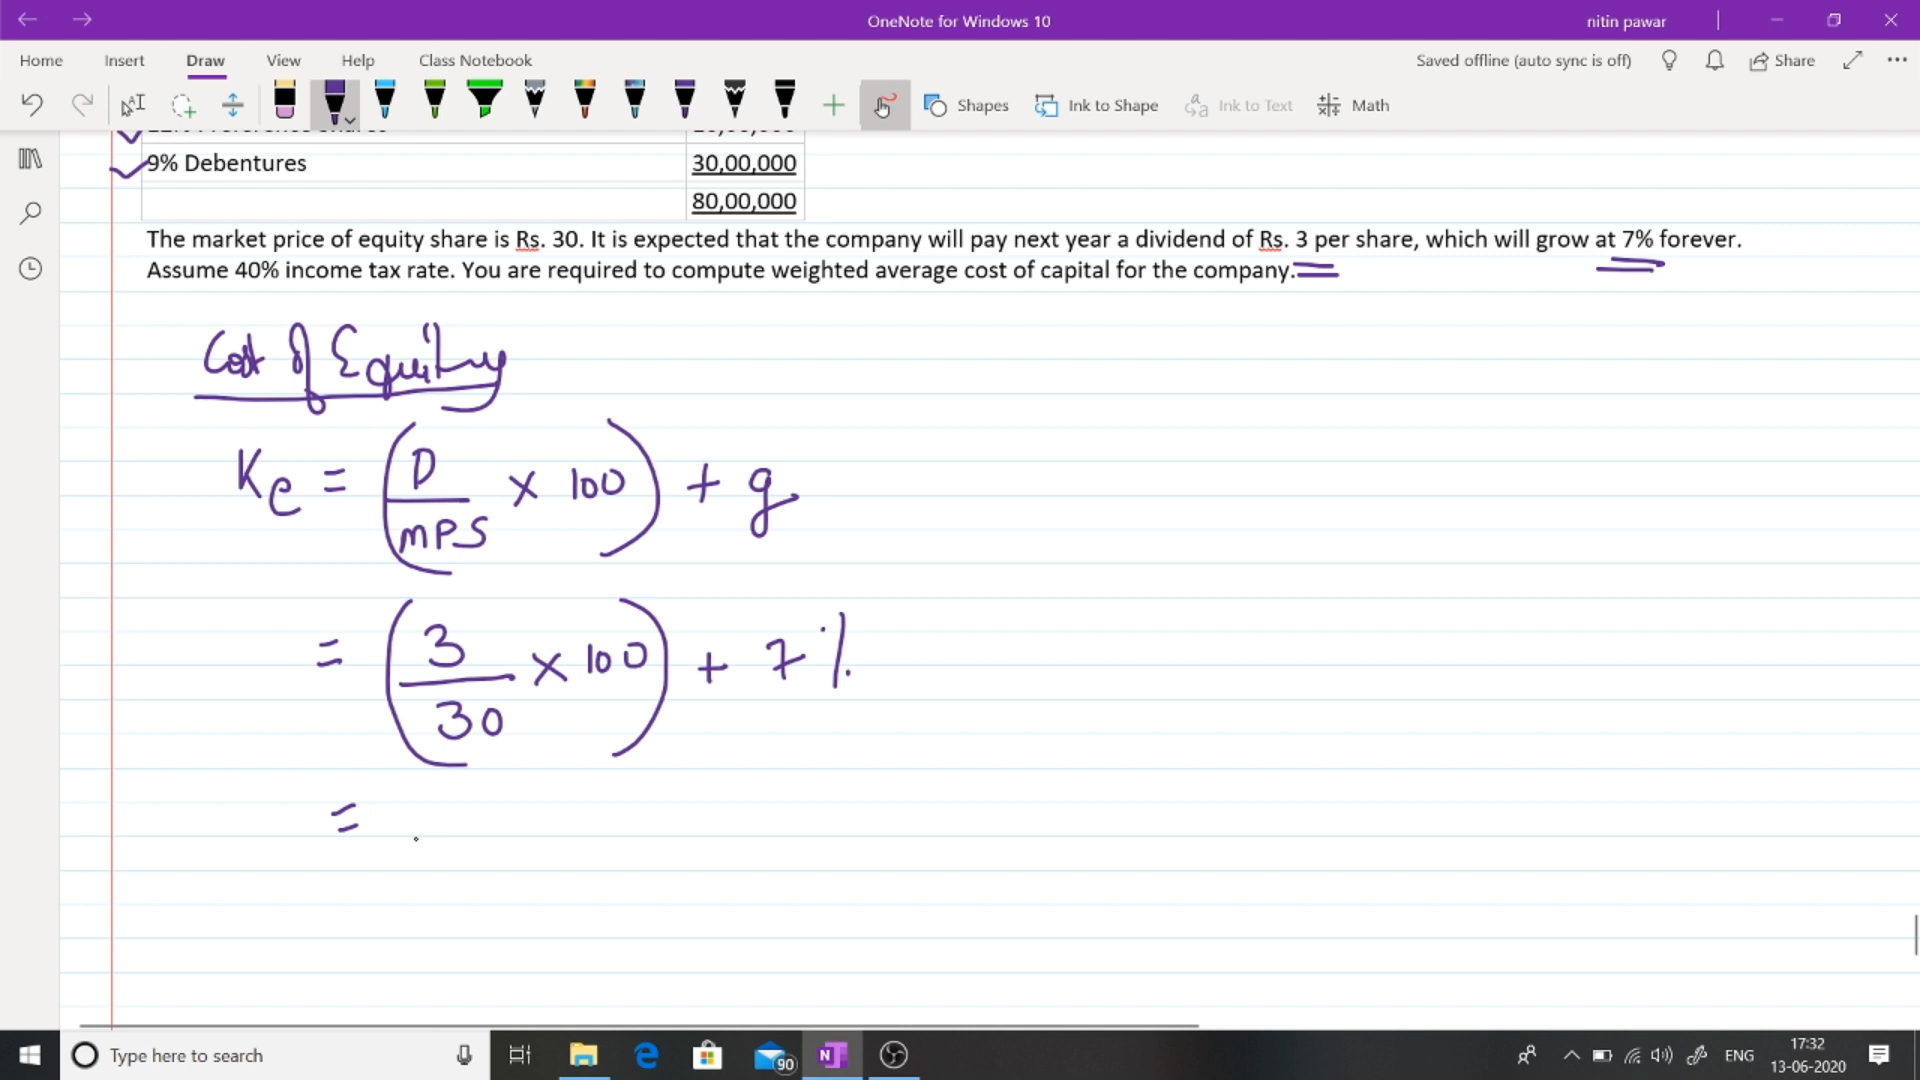 OneNote for Windows 10
nitin pawar
Home Insert Draw View Help Class Notebook
Saved offline (auto sync is off) Share
Shapes Ink to Shape Ink to Text Math
9% Debentures 30,00,000
80,00,000
The market price of equity share is Rs. 30. It is expected that the company will pay next year a dividend of Rs. 3 per share, which will grow at 7% forever.
Assume 40% income tax rate. You are required to compute weighted average cost of capital for the company.
Cost of Equity
Ke = (D/MPS × 100) + g
= (3/30 × 100) + 7%
=
Type here to search
90
N
ENG
17:32
13-06-2020